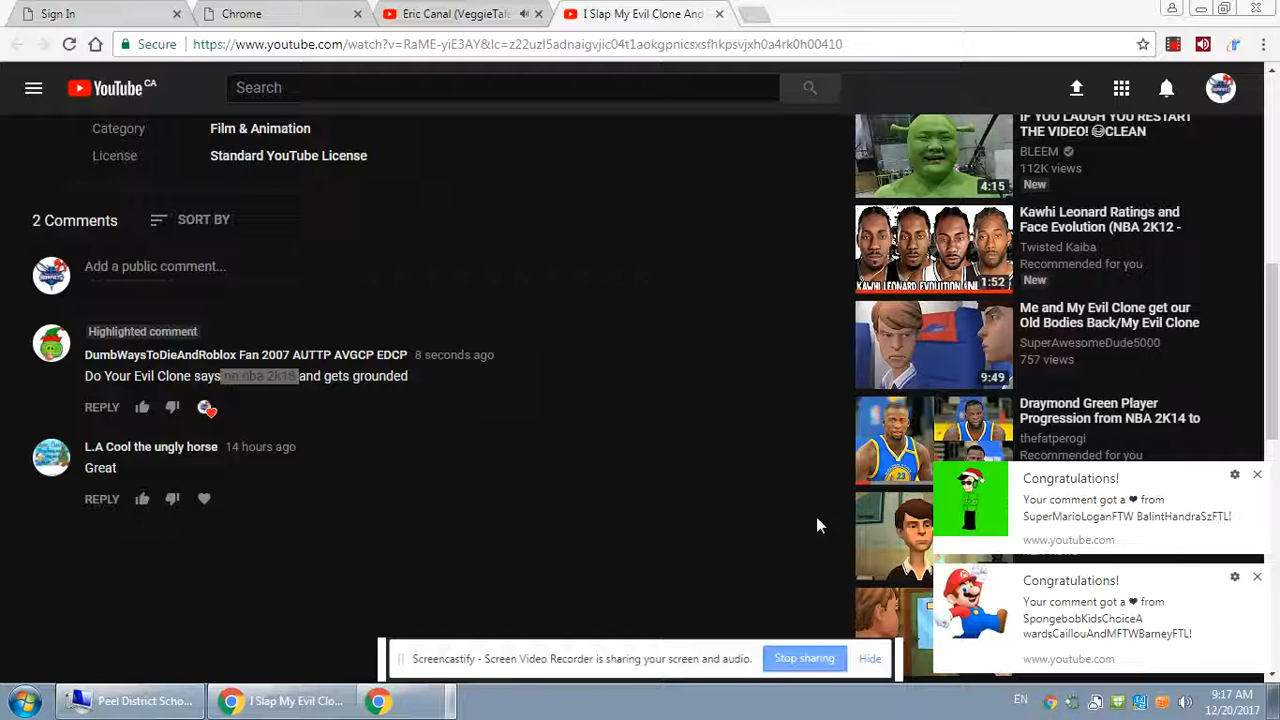 Sign In
Chrome
Eric Canal (VeggieTale
I Slap My Evil Clone And
Secure
https://www.youtube.com/watch?v=RaME-yiE3AY&lc=z22uzl5adnaigvjic04t1aokgpnicsxsfhkpsvjxh0a4rk0h00410
YouTube CA
Search
Category
Film & Animation
License
Standard YouTube License
2 Comments
SORT BY
Add a public comment...
Highlighted comment
DumbWaysToDieAndRoblox Fan 2007 AUTTP AVGCP EDCP 8 seconds ago
Do Your Evil Clone says no nba 2k18 and gets grounded
REPLY
L.A Cool the ungly horse 14 hours ago
Great
REPLY
IF YOU LAUGH YOU RESTART
THE VIDEO! 😂CLEAN
BLEEM
112K views
New
4:15
Kawhi Leonard Ratings and
Face Evolution (NBA 2K12 -
Twisted Kaiba
Recommended for you
New
KAWHI LEONARD EVOLUTION
1:52
Me and My Evil Clone get our
Old Bodies Back/My Evil Clone
SuperAwesomeDude5000
757 views
9:49
Draymond Green Player
Progression from NBA 2K14 to
thefatperogi
Recommended for you
23
Congratulations!
Your comment got a ❤ from
SuperMarioLoganFTW BalintHandraSzFTL!
www.youtube.com
Congratulations!
Your comment got a ❤ from
SpongebobKidsChoiceA
wardsCaillouAndMFTWBarneyFTL!
www.youtube.com
Screencastify - Screen Video Recorder is sharing your screen and audio.
Stop sharing
Hide
Peel District Scho...
I Slap My Evil Clo...
EN
9:17 AM
12/20/2017